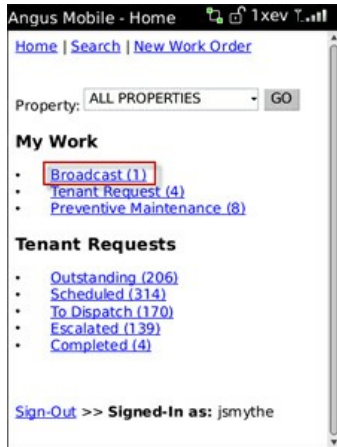 Angus Mobile - Home 1xev
Home | Search | New Work Order
Property: ALL PROPERTIES GO
My Work
• Broadcast (1)
• Tenant Request (4)
• Preventive Maintenance (8)
Tenant Requests
• Outstanding (206)
• Scheduled (314)
• To Dispatch (170)
• Escalated (139)
• Completed (4)
Sign-Out >> Signed-In as: jsmythe